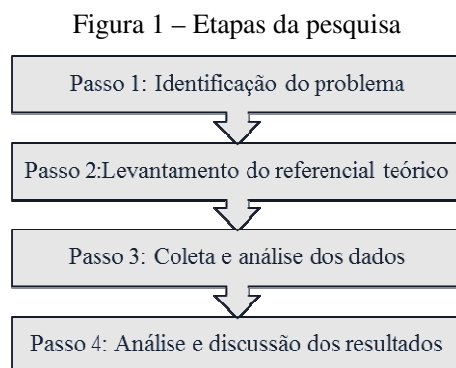 Figura 1 – Etapas da pesquisa
Passo 1: Identificação do problema
Passo 2:Levantamento do referencial teórico
Passo 3: Coleta e análise dos dados
Passo 4: Análise e discussão dos resultados